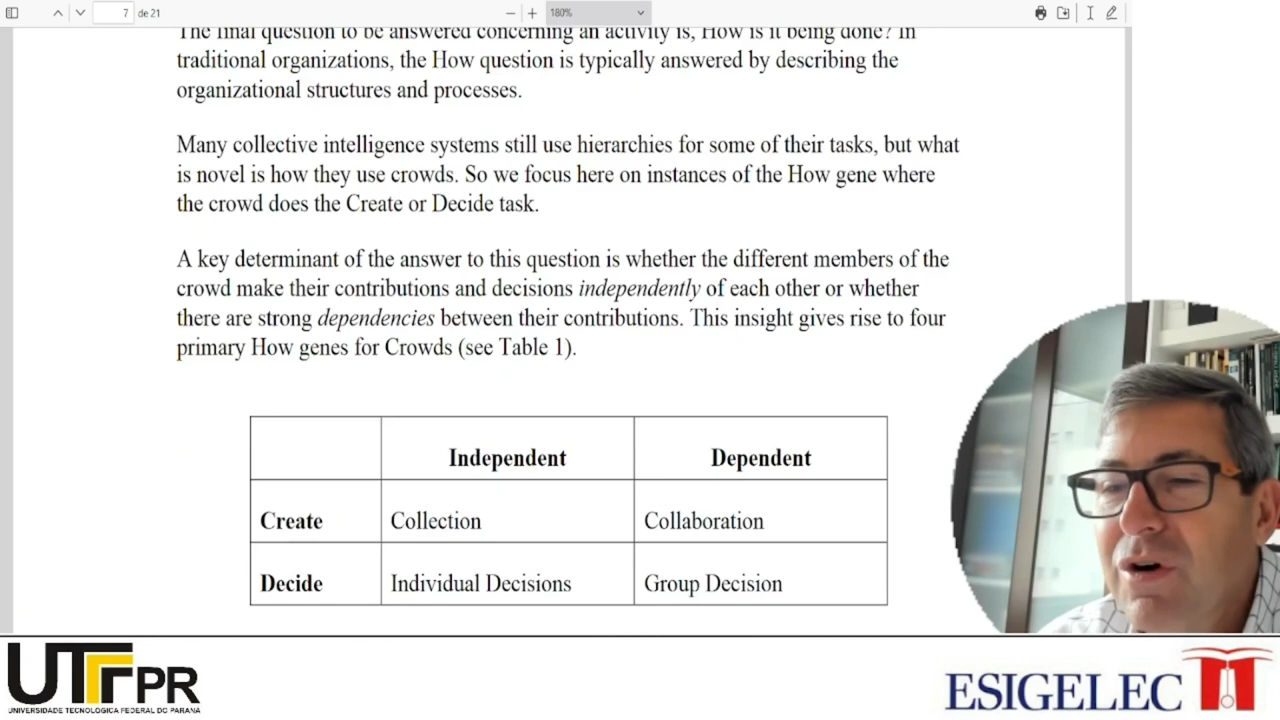 7 de 21
180%
The final question to be answered concerning an activity is, How is it being done? In
traditional organizations, the How question is typically answered by describing the
organizational structures and processes.
Many collective intelligence systems still use hierarchies for some of their tasks, but what
is novel is how they use crowds. So we focus here on instances of the How gene where
the crowd does the Create or Decide task.
A key determinant of the answer to this question is whether the different members of the
crowd make their contributions and decisions independently of each other or whether
there are strong dependencies between their contributions. This insight gives rise to four
primary How genes for Crowds (see Table 1).
Independent Dependent
Create Collection Collaboration
Decide Individual Decisions Group Decision
UTFPR
UNIVERSIDADE TECNOLÓGICA FEDERAL DO PARANÁ
ESIGELEC